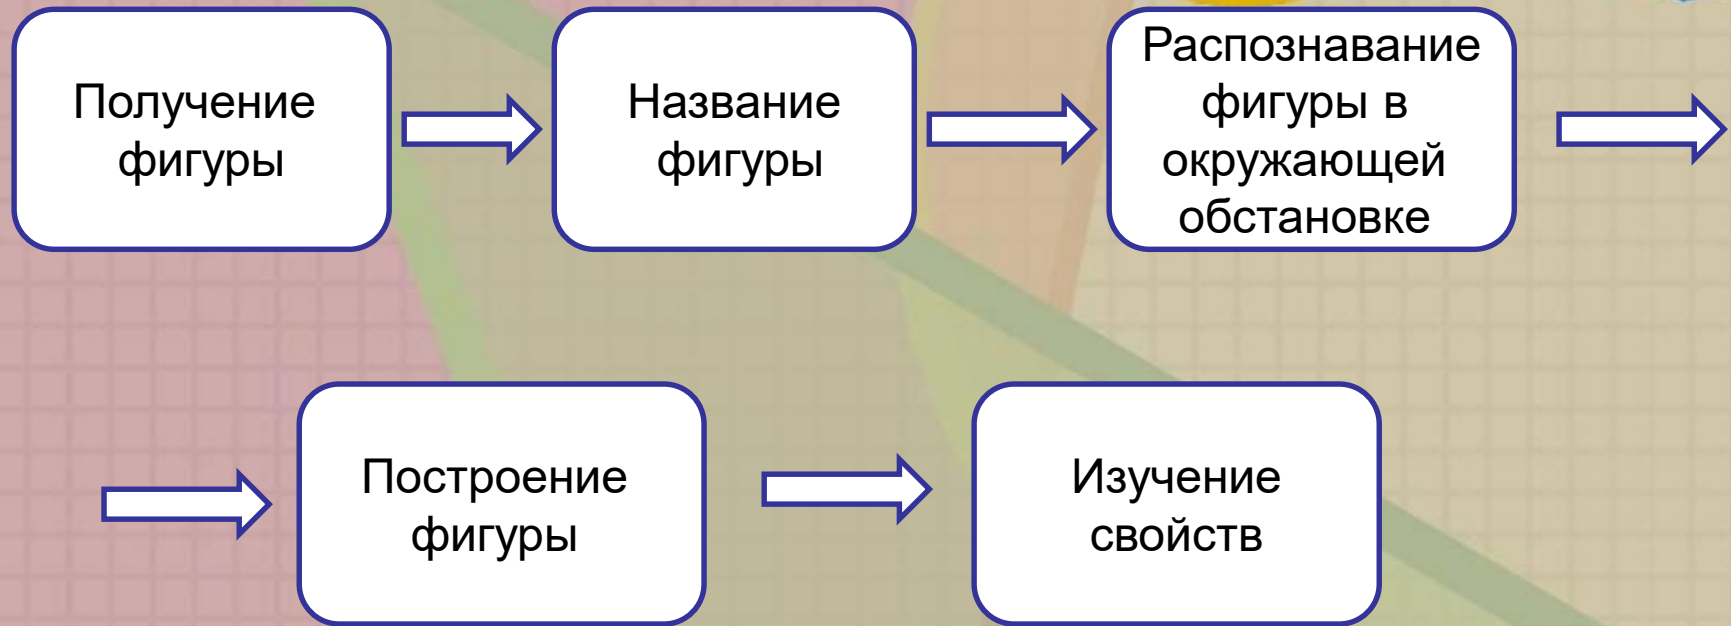 Получение
фигуры
Название
фигуры
Распознавание
фигуры в
окружающей
обстановке
Построение
фигуры
Изучение
свойств